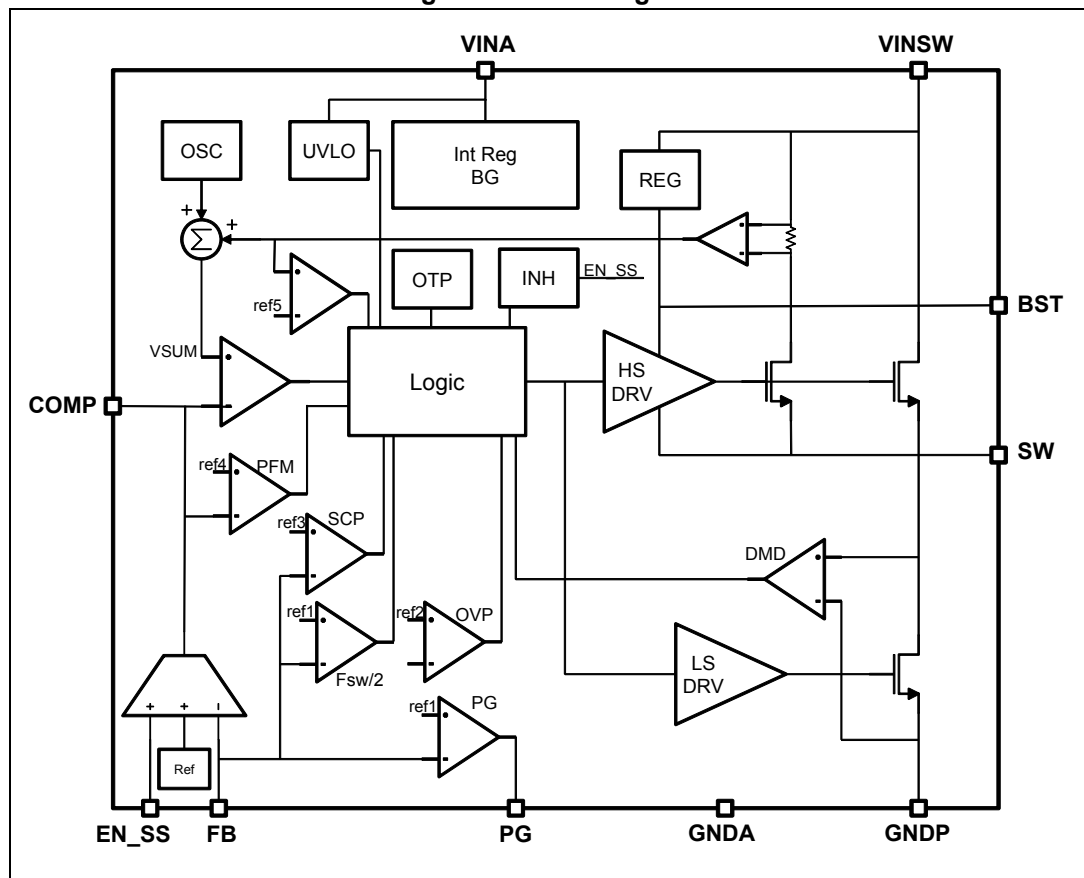 VINA
VINSW
OSC
UVLO
Int Reg
BG
REG
+
+
Σ
OTP
INH
EN_SS
ref5
BST
VSUM
Logic
HS
DRV
COMP
-
ref4
PFM
-
SW
ref3
SCP
-
DMD
ref1
ref2
OVP
Fsw/2
LS
DRV
+ + -
Ref
ref1
PG
-
EN_SS
FB
PG
GNDA
GNDP